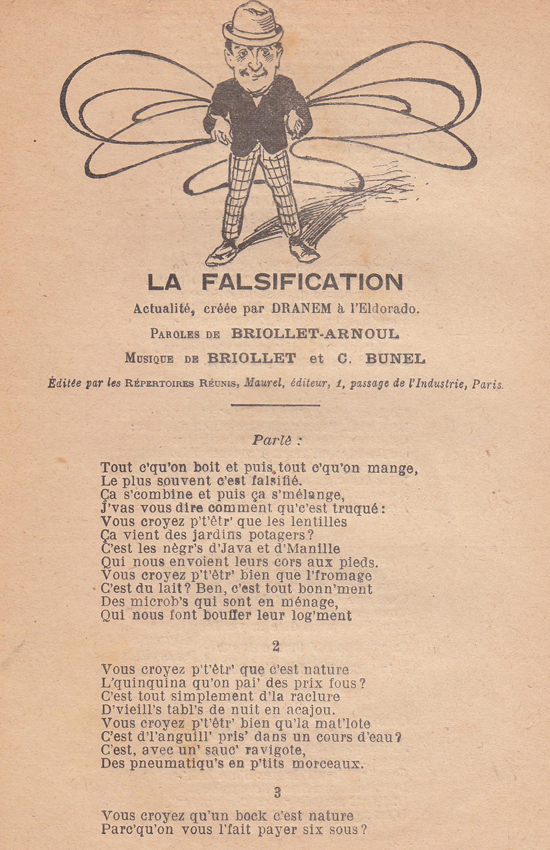 LA FALSIFICATION
Actualité, créée par DRANEM à l'Eldorado.
PAROLES DE BRIOLLET-ARNOUL
MUSIQUE DE BRIOLLET et C. BUNEL
Éditée par les RÉPERTOIRES RÉUNIS, Maurel, éditeur, 1, passage de l'Industrie, Paris.
Parlé :
Tout c'qu'on boit et puis tout c'qu'on mange,
Le plus souvent c'est falsifié.
Ça s'combine et puis ça s'mélange,
J'vas vous dire comment qu'c'est truqué :
Vous croyez p't'êtr' que les lentilles
Ça vient des jardins potagers ?
C'est les nègr's d'Java et d'Manille
Qui nous envoient leurs cors aux pieds.
Vous croyez p't'êtr' bien que l'fromage
C'est du lait ? Ben, c'est tout bonn'ment
Des microb's qui sont en ménage,
Qui nous font bouffer leur log'ment
2
Vous croyez p't'êtr' que c'est nature
L'quinquina qu'on pai' des prix fous ?
C'est tout simplement d'la raclure
D'vieill's tabl's de nuit en acajou.
Vous croyez p't'êtr' bien qu'la mat'lote
C'est d'l'anguill' pris' dans un cours d'eau ?
C'est, avec un' sauc' ravigote,
Des pneumatiqu's en p'tits morceaux.
3
Vous croyez qu'un bock c'est nature
Parc'qu'on vous l'fait payer six sous ?